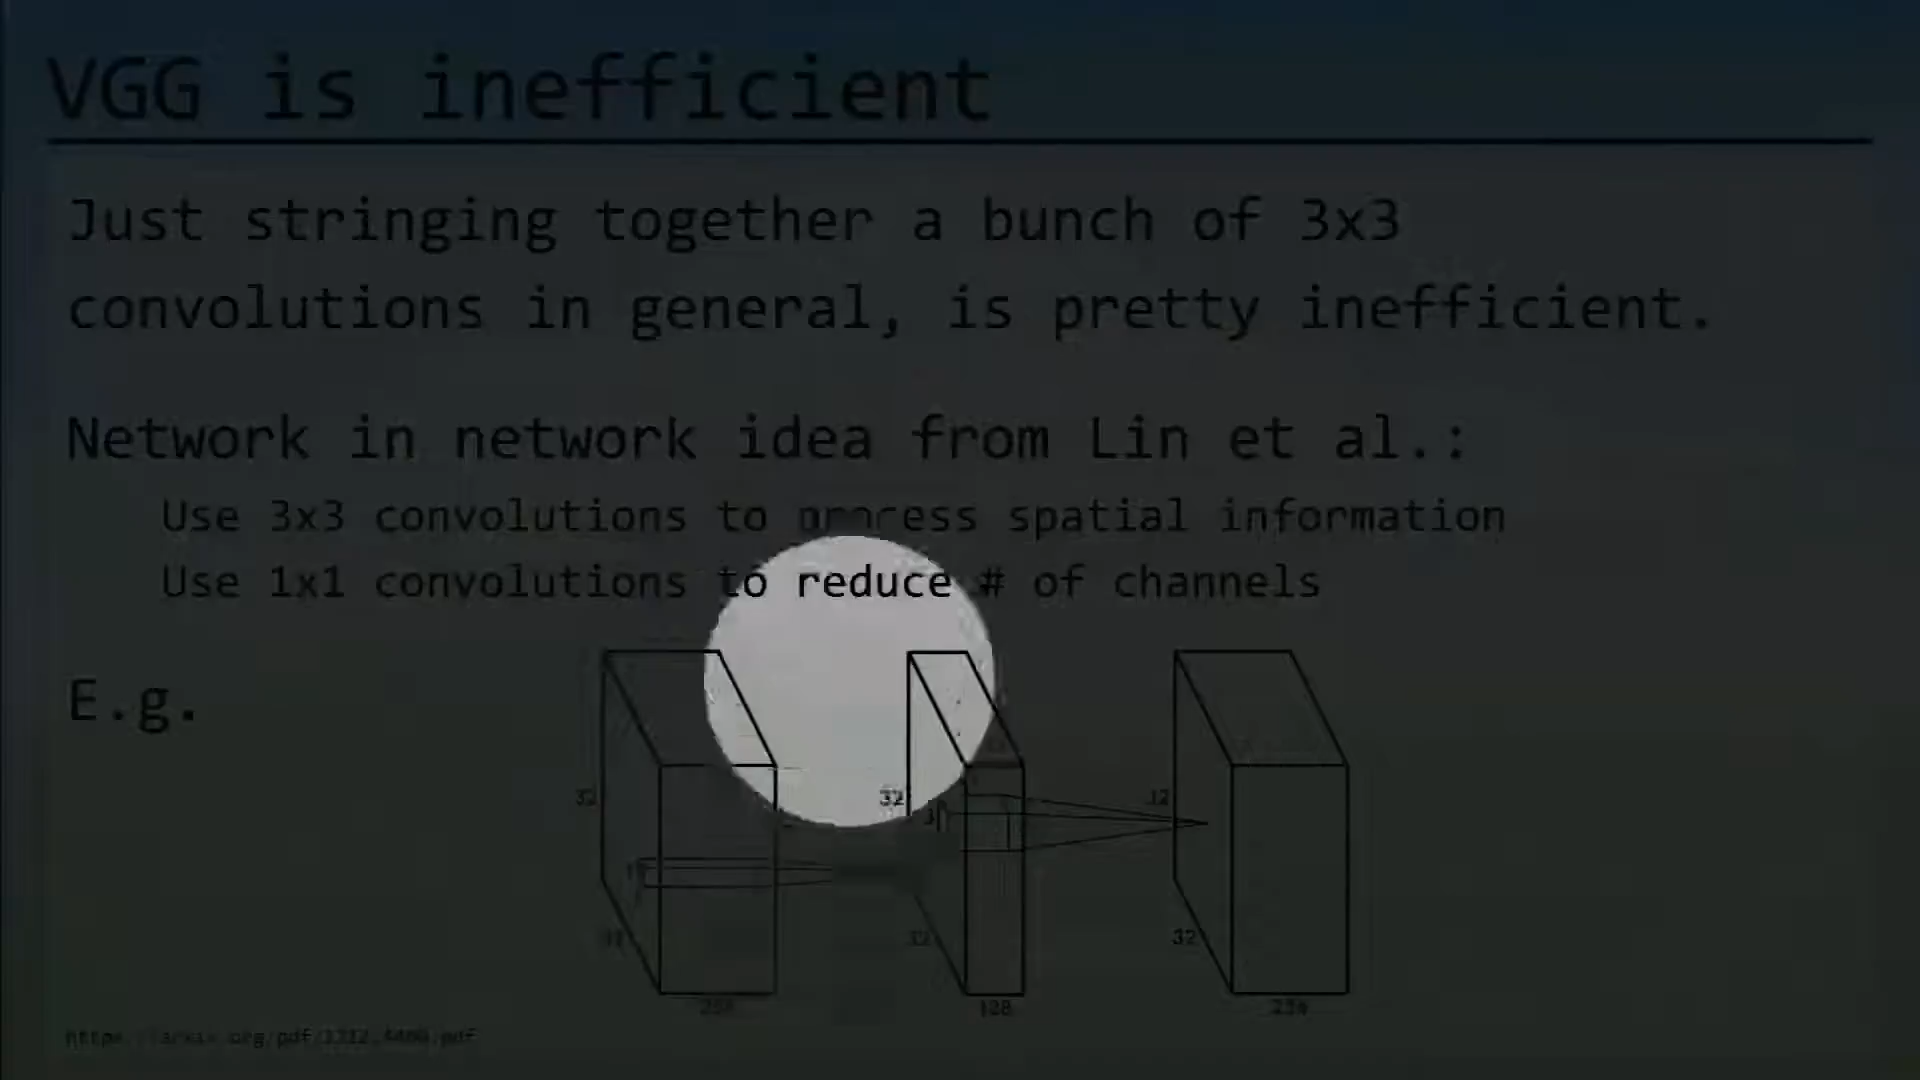 VGG is inefficient
Just stringing together a bunch of 3x3
convolutions in general, is pretty inefficient.
Network in network idea from Lin et al.:
Use 3x3 convolutions to process spatial information
Use 1x1 convolutions to reduce # of channels
E.g.
32
32
32
32
32
128
256